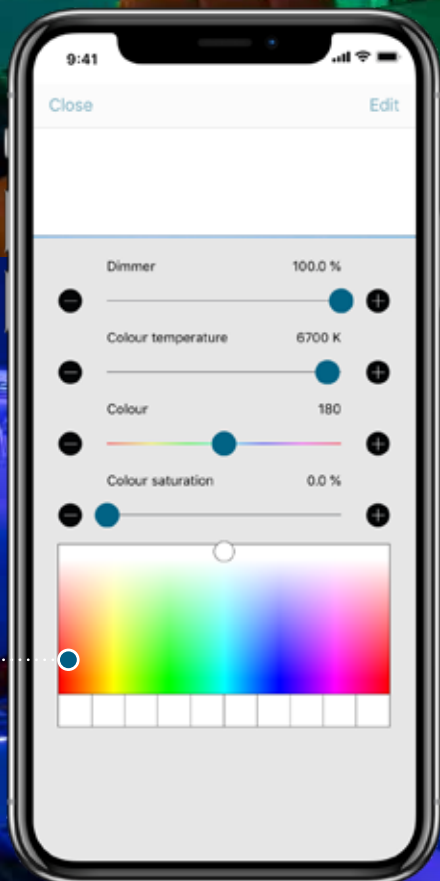 9:41
Close Edit
Dimmer 100.0 %
Colour temperature 6700 K
Colour 180
Colour saturation 0.0 %